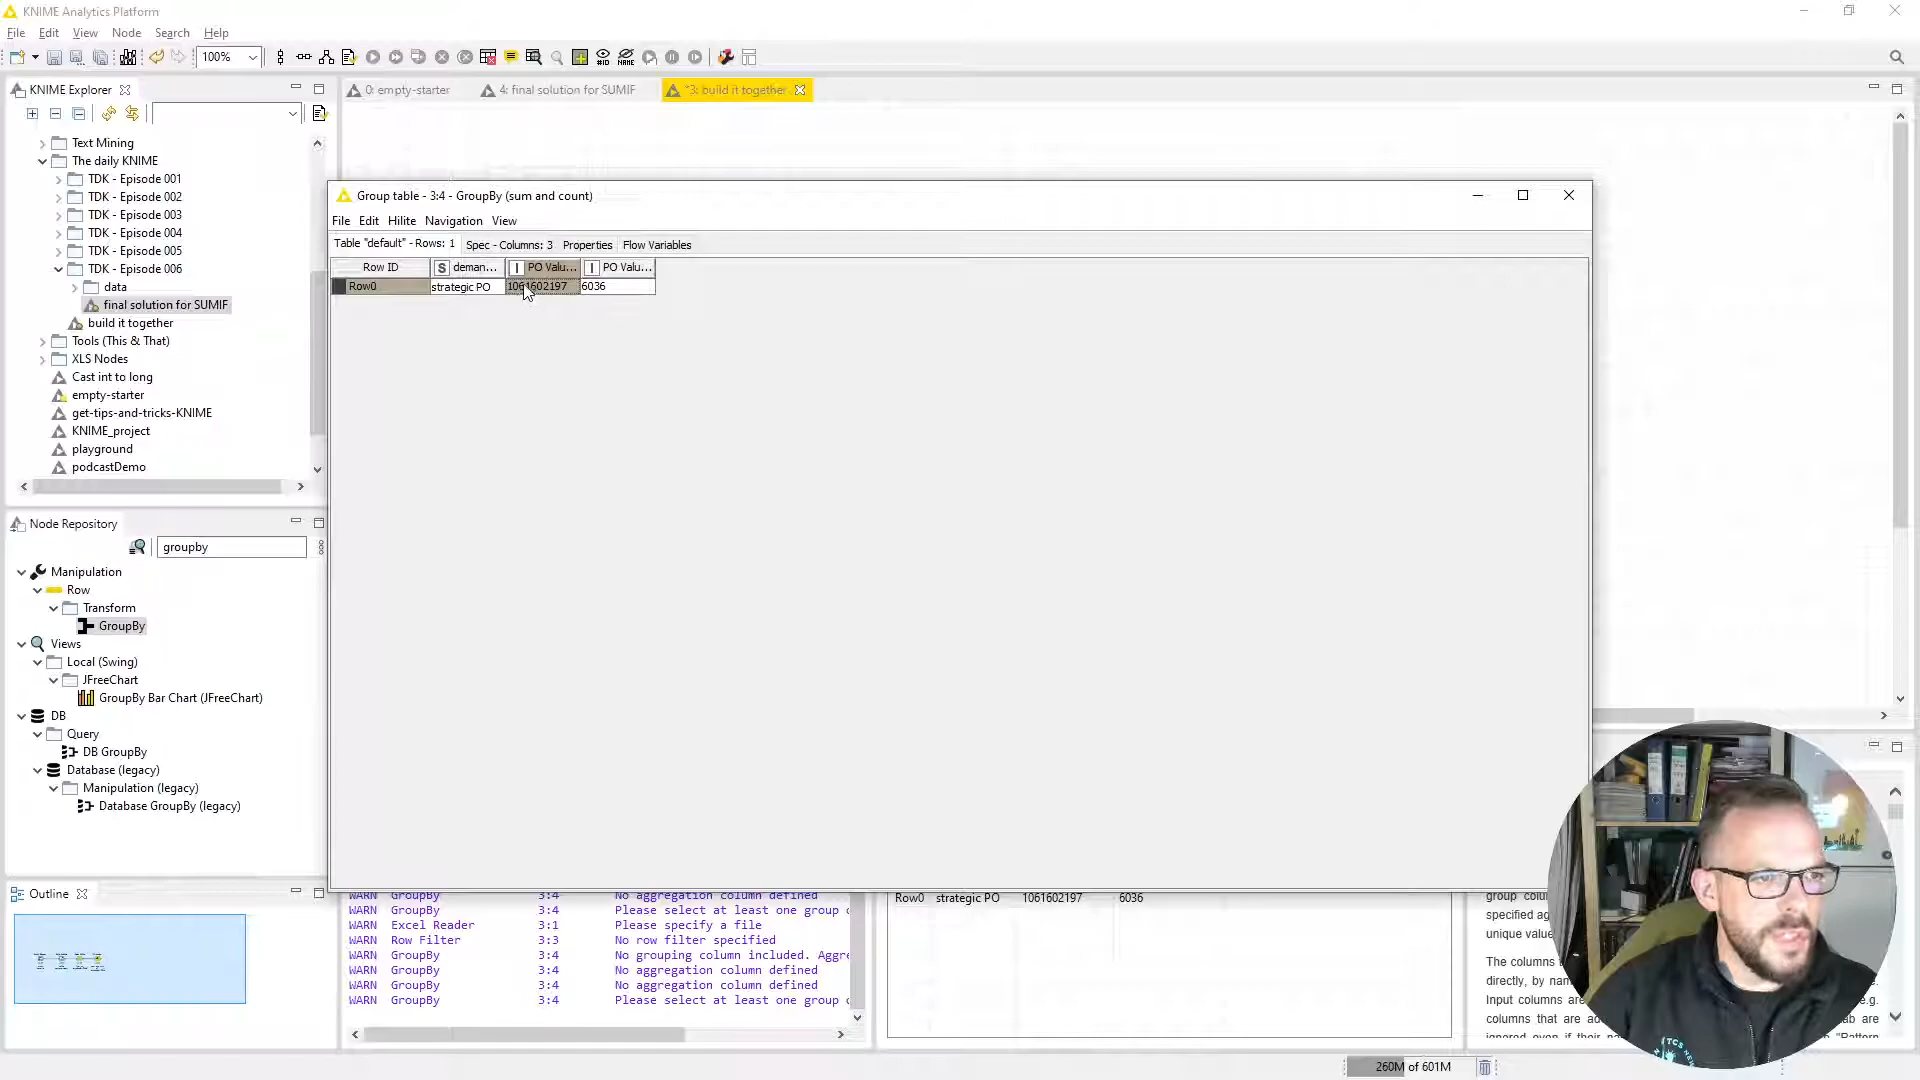 KNIME Analytics Platform
File Edit View Node Search Help
100%
KNIME Explorer
0: empty-starter
4: final solution for SUMIF
*3: build it together
Text Mining
The daily KNIME
TDK - Episode 001
TDK - Episode 002
TDK - Episode 003
TDK - Episode 004
TDK - Episode 005
TDK - Episode 006
data
final solution for SUMIF
build it together
Tools (This & That)
XLS Nodes
Cast int to long
empty-starter
get-tips-and-tricks-KNIME
KNIME_project
playground
podcastDemo
Group table - 3:4 - GroupBy (sum and count)
File Edit Hilite Navigation View
Table "default" - Rows: 1 Spec - Columns: 3 Properties Flow Variables
Row ID S deman... I PO Valu... I PO Valu...
Row0 strategic PO 1061602197 6036
Node Repository
groupby
Manipulation
Row
Transform
GroupBy
Views
Local (Swing)
JFreeChart
GroupBy Bar Chart (JFreeChart)
DB
Query
DB GroupBy
Database (legacy)
Manipulation (legacy)
Database GroupBy (legacy)
Outline
WARN GroupBy 3:4 No aggregation column defined
WARN GroupBy 3:4 Please select at least one group
WARN Excel Reader 3:1 Please specify a file
WARN Row Filter 3:3 No row filter specified
WARN GroupBy 3:4 No grouping column included. Aggre
WARN GroupBy 3:4 No aggregation column defined
WARN GroupBy 3:4 No aggregation column defined
WARN GroupBy 3:4 Please select at least one group
Row0 strategic PO 1061602197 6036
group colu
specified ag
unique value
The columns
directly, by nam
Input columns are e.g.
columns that are ad ab are
ignored even if their na "Pattern
260M of 601M